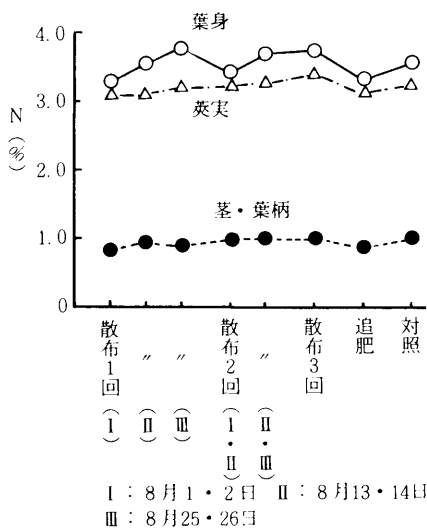 葉身
4.0
3.0
莢実
N
(%)
2.0
茎・葉柄
1.0
0
散布1回(Ⅰ)
〃(Ⅱ)
〃(Ⅲ)
散布2回(Ⅰ・Ⅱ)
〃(Ⅱ・Ⅲ)
散布3回
追肥
対照
Ⅰ:8月1・2日 Ⅱ:8月13・14日
Ⅲ:8月25・26日